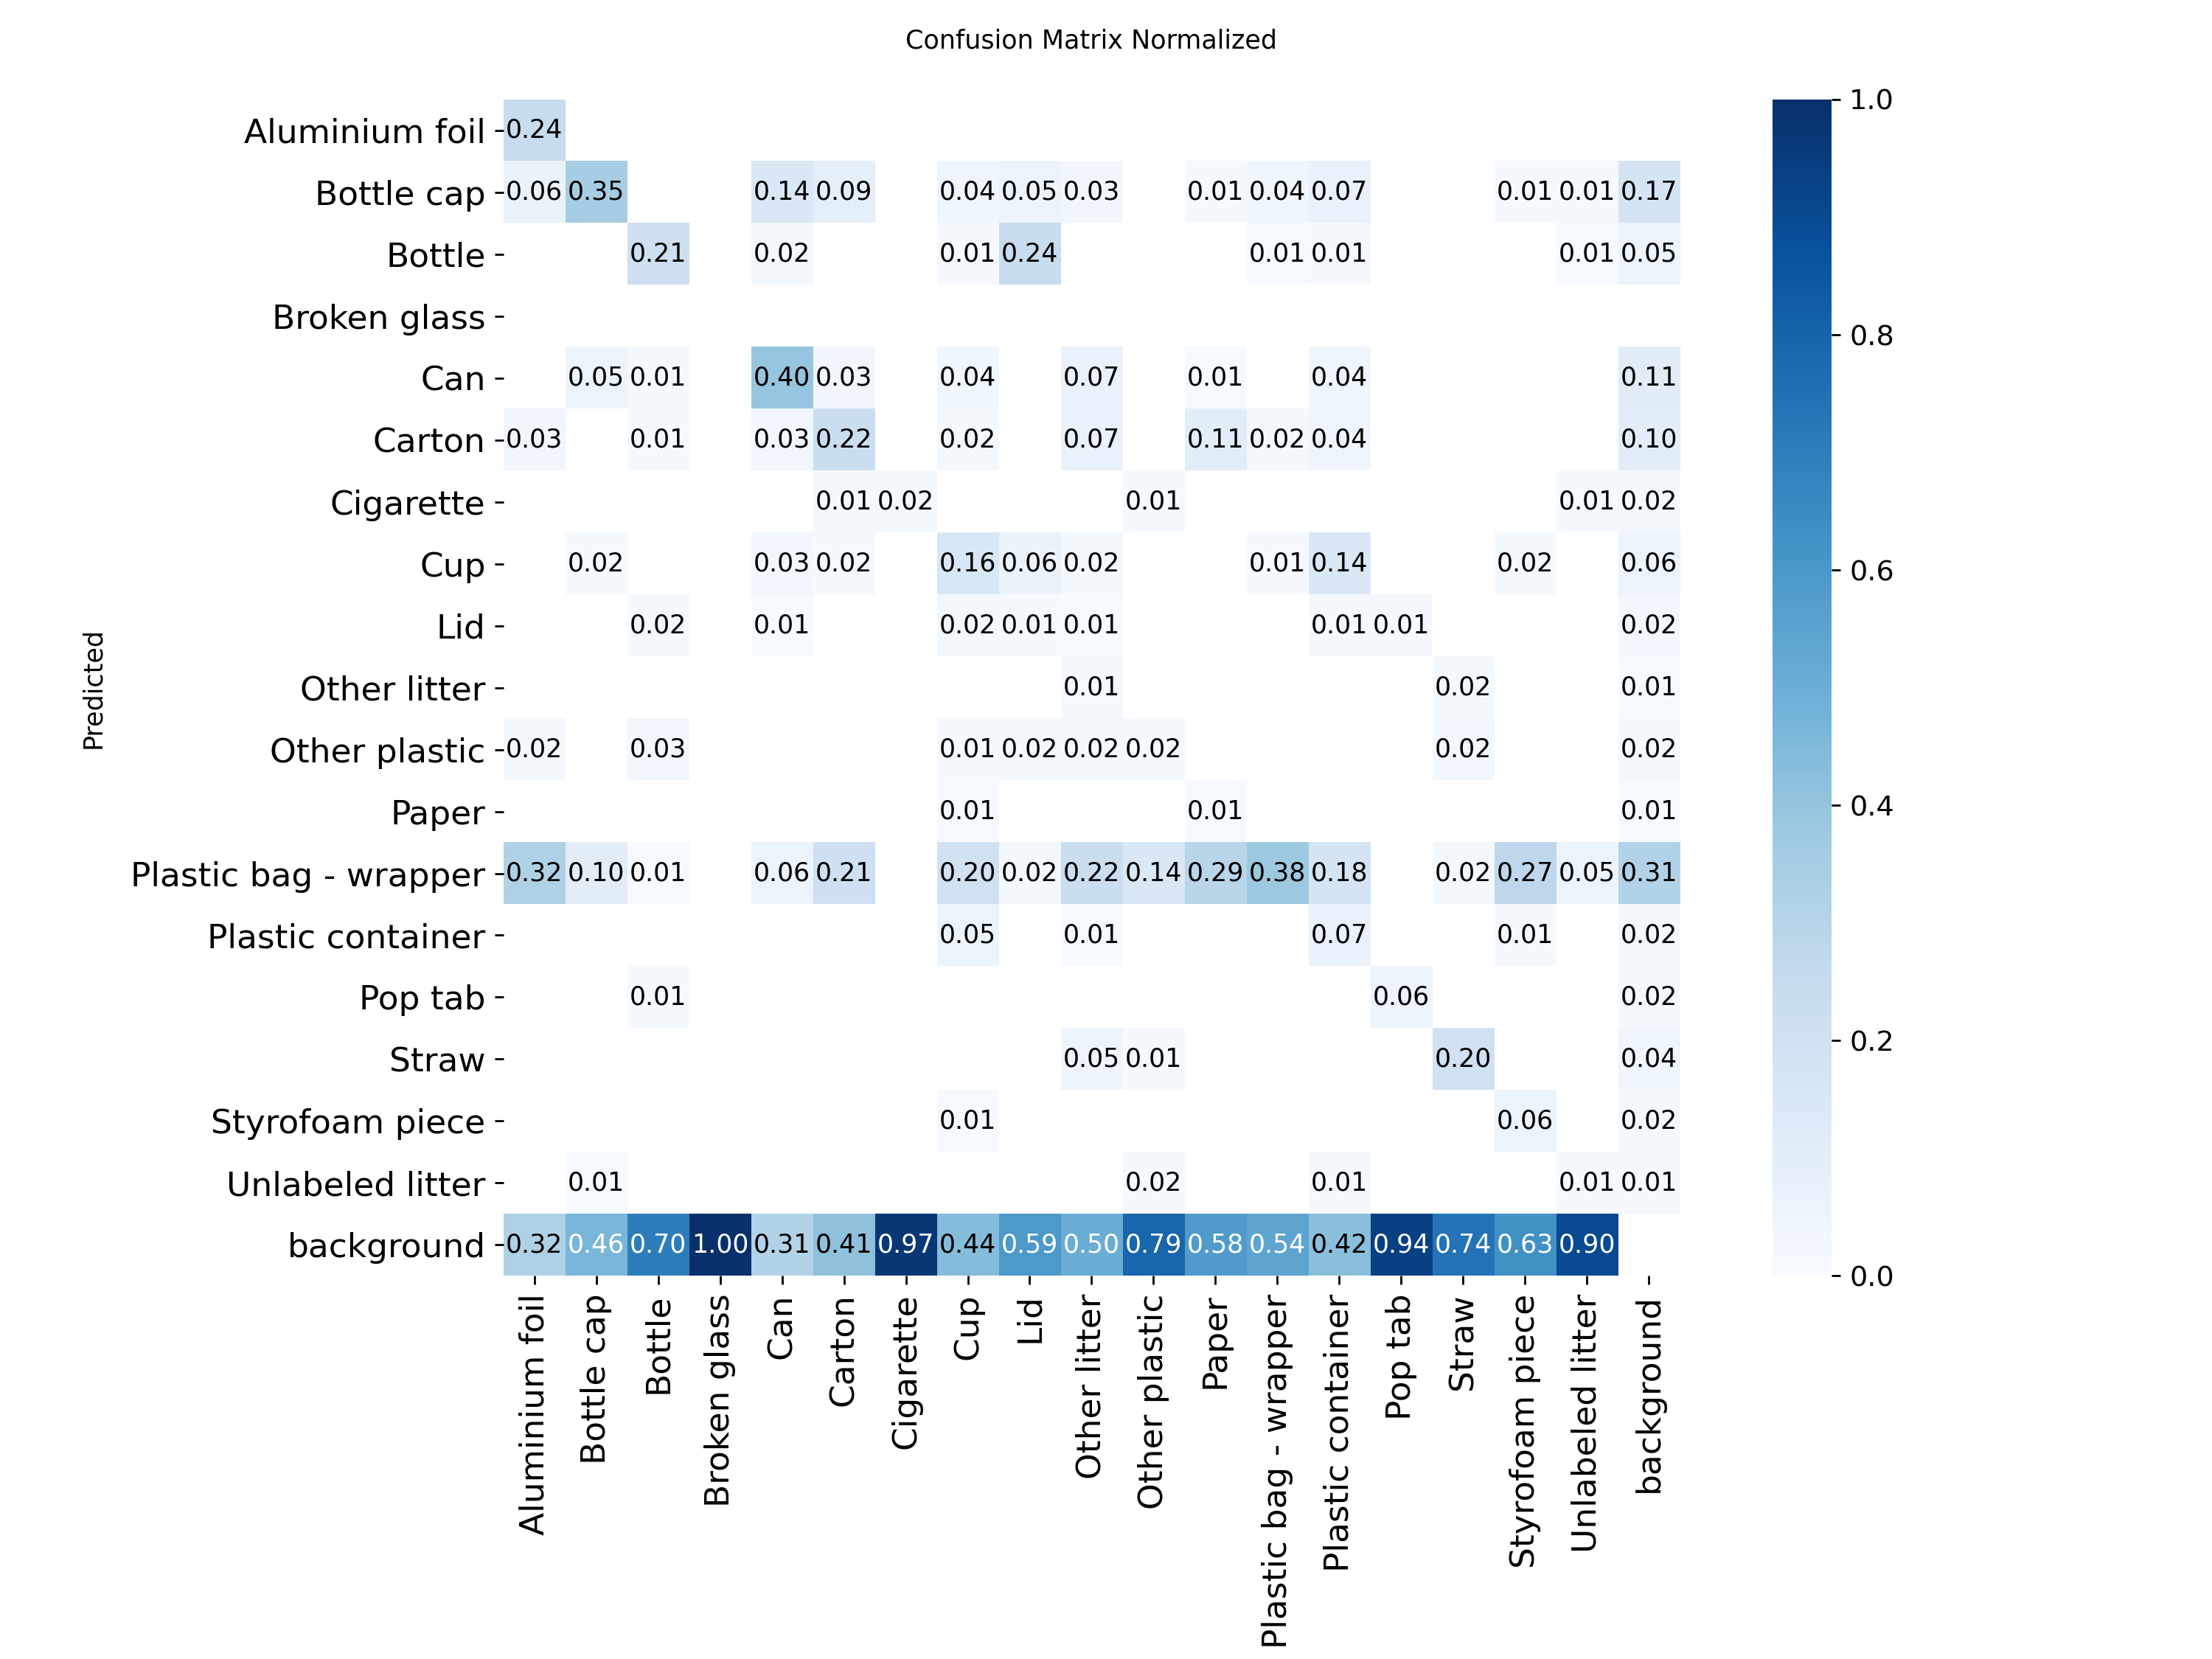 Confusion Matrix Normalized
Aluminium foil 0.24
Bottle cap 0.06 0.35 0.14 0.09 0.04 0.05 0.03 0.01 0.04 0.07 0.01 0.01 0.17
Bottle 0.21 0.02 0.01 0.24 0.01 0.01 0.01 0.05
Broken glass
Can 0.05 0.01 0.40 0.03 0.04 0.07 0.01 0.04 0.11
Carton 0.03 0.01 0.03 0.22 0.02 0.07 0.11 0.02 0.04 0.10
Cigarette 0.01 0.02 0.01 0.01 0.02
Cup 0.02 0.03 0.02 0.16 0.06 0.02 0.01 0.14 0.02 0.06
Lid 0.02 0.01 0.02 0.01 0.01 0.01 0.01 0.02
Other litter 0.01 0.02 0.01
Other plastic 0.02 0.03 0.01 0.02 0.02 0.02 0.02 0.02
Paper 0.01 0.01 0.01
Plastic bag - wrapper 0.32 0.10 0.01 0.06 0.21 0.20 0.02 0.22 0.14 0.29 0.38 0.18 0.02 0.27 0.05 0.31
Plastic container 0.05 0.01 0.07 0.01 0.02
Pop tab 0.01 0.06 0.02
Straw 0.05 0.01 0.20 0.04
Styrofoam piece 0.01 0.06 0.02
Unlabeled litter 0.01 0.02 0.01 0.01 0.01
background 0.32 0.46 0.70 1.00 0.31 0.41 0.97 0.44 0.59 0.50 0.79 0.58 0.54 0.42 0.94 0.74 0.63 0.90
Predicted
Aluminium foil
Bottle cap
Bottle
Broken glass
Can
Carton
Cigarette
Cup
Lid
Other litter
Other plastic
Paper
Plastic bag - wrapper
Plastic container
Pop tab
Straw
Styrofoam piece
Unlabeled litter
background
1.0
0.8
0.6
0.4
0.2
0.0